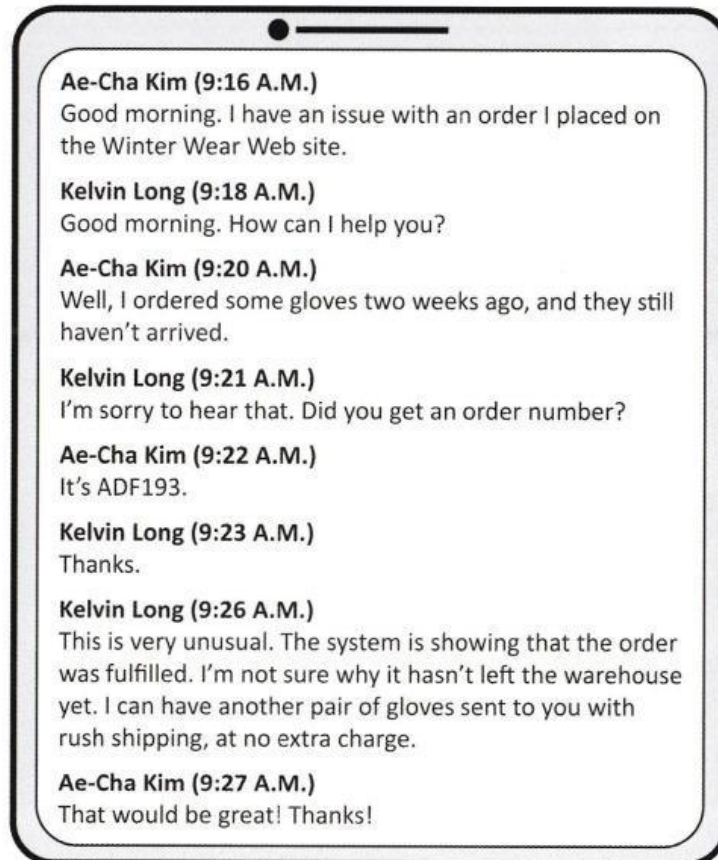 Ae-Cha Kim (9:16 A.M.)
Good morning. I have an issue with an order I placed on
the Winter Wear Web site.
Kelvin Long (9:18 A.M.)
Good morning. How can I help you?
Ae-Cha Kim (9:20 A.M.)
Well, I ordered some gloves two weeks ago, and they still
haven't arrived.
Kelvin Long (9:21 A.M.)
I'm sorry to hear that. Did you get an order number?
Ae-Cha Kim (9:22 A.M.)
It's ADF193.
Kelvin Long (9:23 A.M.)
Thanks.
Kelvin Long (9:26 A.M.)
This is very unusual. The system is showing that the order
was fulfilled. I'm not sure why it hasn't left the warehouse
yet. I can have another pair of gloves sent to you with
rush shipping, at no extra charge.
Ae-Cha Kim (9:27 A.M.)
That would be great! Thanks!